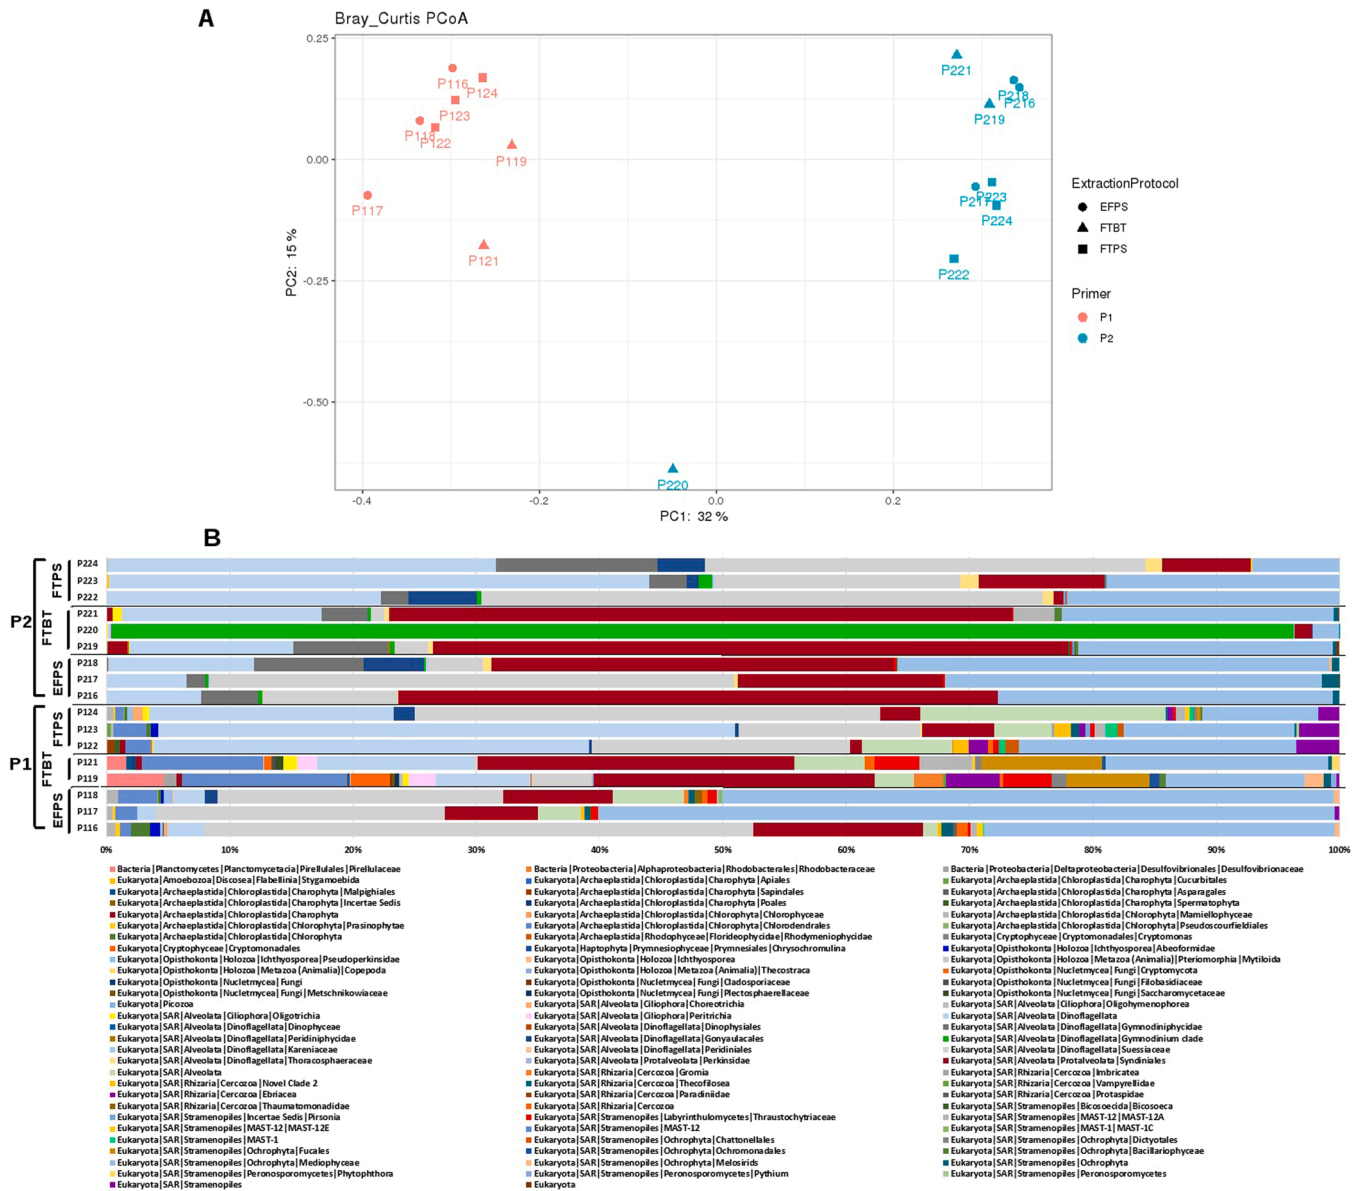 A
Bray_Curtis PCoA
0.25
0.00
-0.25
-0.50
PC2: 15 %
-0.4
-0.2
0.0
0.2
PC1: 32 %
P116
P124
P123
P118
P122
P119
P117
P121
P221
P218
P216
P219
P217
P223
P224
P222
P220
ExtractionProtocol
EFPS
FTBT
FTPS
Primer
P1
P2
B
P2
FTPS
FTBT
EFPS
P1
FTPS
FTBT
EFPS
P224
P223
P222
P221
P220
P219
P218
P217
P216
P124
P123
P122
P121
P119
P118
P117
P116
0% 10% 20% 30% 40% 50% 60% 70% 80% 90% 100%
Bacteria|Planctomycetes|Planctomycetacia|Pirellulales|Pirellulaceae
Eukaryota|Amoebozoa|Discosea|Flabellinia|Stygamoebida
Eukaryota|Archaeplastida|Chloroplastida|Charophyta|Malpighiales
Eukaryota|Archaeplastida|Chloroplastida|Charophyta|Incertae Sedis
Eukaryota|Archaeplastida|Chloroplastida|Charophyta
Eukaryota|Archaeplastida|Chloroplastida|Chlorophyta|Prasinophytae
Eukaryota|Archaeplastida|Chloroplastida|Chlorophyta
Eukaryota|Cryptophyceae|Cryptomonadales
Eukaryota|Opisthokonta|Holozoa|Ichthyosporea|Pseudoperkinsidae
Eukaryota|Opisthokonta|Holozoa|Metazoa (Animalia)|Copepoda
Eukaryota|Opisthokonta|Nucletmycea|Fungi
Eukaryota|Opisthokonta|Nucletmycea|Fungi|Metschnikowiaceae
Eukaryota|Picozoa
Eukaryota|SAR|Alveolata|Ciliophora|Oligotrichia
Eukaryota|SAR|Alveolata|Dinoflagellata|Dinophyceae
Eukaryota|SAR|Alveolata|Dinoflagellata|Peridiniphycidae
Eukaryota|SAR|Alveolata|Dinoflagellata|Kareniaceae
Eukaryota|SAR|Alveolata|Dinoflagellata|Thoracosphaeraceae
Eukaryota|SAR|Alveolata
Eukaryota|SAR|Rhizaria|Cercozoa|Novel Clade 2
Eukaryota|SAR|Rhizaria|Cercozoa|Ebriacea
Eukaryota|SAR|Rhizaria|Cercozoa|Thaumatomonadidae
Eukaryota|SAR|Stramenopiles|Incertae Sedis|Pirsonia
Eukaryota|SAR|Stramenopiles|MAST-12|MAST-12E
Eukaryota|SAR|Stramenopiles|MAST-1
Eukaryota|SAR|Stramenopiles|Ochrophyta|Fucales
Eukaryota|SAR|Stramenopiles|Ochrophyta|Mediophyceae
Eukaryota|SAR|Stramenopiles|Peronosporomycetes|Phytophthora
Eukaryota|SAR|Stramenopiles
Bacteria|Proteobacteria|Alphaproteobacteria|Rhodobacterales|Rhodobacteraceae
Eukaryota|Archaeplastida|Chloroplastida|Charophyta|Apiales
Eukaryota|Archaeplastida|Chloroplastida|Charophyta|Sapindales
Eukaryota|Archaeplastida|Chloroplastida|Charophyta|Poales
Eukaryota|Archaeplastida|Chloroplastida|Chlorophyta|Chlorophyceae
Eukaryota|Archaeplastida|Chloroplastida|Chlorophyta|Chlorodendrales
Eukaryota|Archaeplastida|Rhodophyceae|Florideophycidae|Rhodymeniophycidae
Eukaryota|Haptophyta|Prymnesiophyceae|Prymnesiales|Chrysochromulina
Eukaryota|Opisthokonta|Holozoa|Ichthyosporea
Eukaryota|Opisthokonta|Holozoa|Metazoa (Animalia)|Thecostraca
Eukaryota|Opisthokonta|Nucletmycea|Fungi|Cladosporiaceae
Eukaryota|Opisthokonta|Nucletmycea|Fungi|Plectosphaerellaceae
Eukaryota|SAR|Alveolata|Ciliophora|Choreotrichia
Eukaryota|SAR|Alveolata|Ciliophora|Peritrichia
Eukaryota|SAR|Alveolata|Dinoflagellata|Dinophysiales
Eukaryota|SAR|Alveolata|Dinoflagellata|Gonyaulacales
Eukaryota|SAR|Alveolata|Dinoflagellata|Peridiniales
Eukaryota|SAR|Alveolata|Protalveolata|Perkinsidae
Eukaryota|SAR|Rhizaria|Cercozoa|Gromia
Eukaryota|SAR|Rhizaria|Cercozoa|Thecofilosea
Eukaryota|SAR|Rhizaria|Cercozoa|Paradiniidae
Eukaryota|SAR|Rhizaria|Cercozoa
Eukaryota|SAR|Stramenopiles|Labyrinthulomycetes|Thraustochytriaceae
Eukaryota|SAR|Stramenopiles|MAST-12
Eukaryota|SAR|Stramenopiles|Ochrophyta|Chattonellales
Eukaryota|SAR|Stramenopiles|Ochrophyta|Ochromonadales
Eukaryota|SAR|Stramenopiles|Ochrophyta|Melosirids
Eukaryota|SAR|Stramenopiles|Peronosporomycetes|Pythium
Eukaryota
Bacteria|Proteobacteria|Deltaproteobacteria|Desulfovibrionales|Desulfovibrionaceae
Eukaryota|Archaeplastida|Chloroplastida|Charophyta|Cucurbitales
Eukaryota|Archaeplastida|Chloroplastida|Charophyta|Asparagales
Eukaryota|Archaeplastida|Chloroplastida|Charophyta|Spermatophyta
Eukaryota|Archaeplastida|Chloroplastida|Chlorophyta|Mamiellophyceae
Eukaryota|Archaeplastida|Chloroplastida|Chlorophyta|Pseudoscourfieldiales
Eukaryota|Cryptophyceae|Cryptomonadales|Cryptomonas
Eukaryota|Opisthokonta|Holozoa|Ichthyosporea|Abeoformidae
Eukaryota|Opisthokonta|Holozoa|Metazoa (Animalia)|Pteriomorphia|Mytiloida
Eukaryota|Opisthokonta|Nucletmycea|Fungi|Cryptomycota
Eukaryota|Opisthokonta|Nucletmycea|Fungi|Filobasidiaceae
Eukaryota|Opisthokonta|Nucletmycea|Fungi|Saccharomycetaceae
Eukaryota|SAR|Alveolata|Ciliophora|Oligohymenophorea
Eukaryota|SAR|Alveolata|Dinoflagellata
Eukaryota|SAR|Alveolata|Dinoflagellata|Gymnodiniphycidae
Eukaryota|SAR|Alveolata|Dinoflagellata|Gymnodinium clade
Eukaryota|SAR|Alveolata|Dinoflagellata|Suessiaceae
Eukaryota|SAR|Alveolata|Protalveolata|Syndiniales
Eukaryota|SAR|Rhizaria|Cercozoa|Imbricatea
Eukaryota|SAR|Rhizaria|Cercozoa|Vampyrellidae
Eukaryota|SAR|Rhizaria|Cercozoa|Protaspidae
Eukaryota|SAR|Stramenopiles|Bicosoecida|Bicosoeca
Eukaryota|SAR|Stramenopiles|MAST-12|MAST-12A
Eukaryota|SAR|Stramenopiles|MAST-1|MAST-1C
Eukaryota|SAR|Stramenopiles|Ochrophyta|Dictyotales
Eukaryota|SAR|Stramenopiles|Ochrophyta|Bacillariophyceae
Eukaryota|SAR|Stramenopiles|Ochrophyta
Eukaryota|SAR|Stramenopiles|Peronosporomycetes